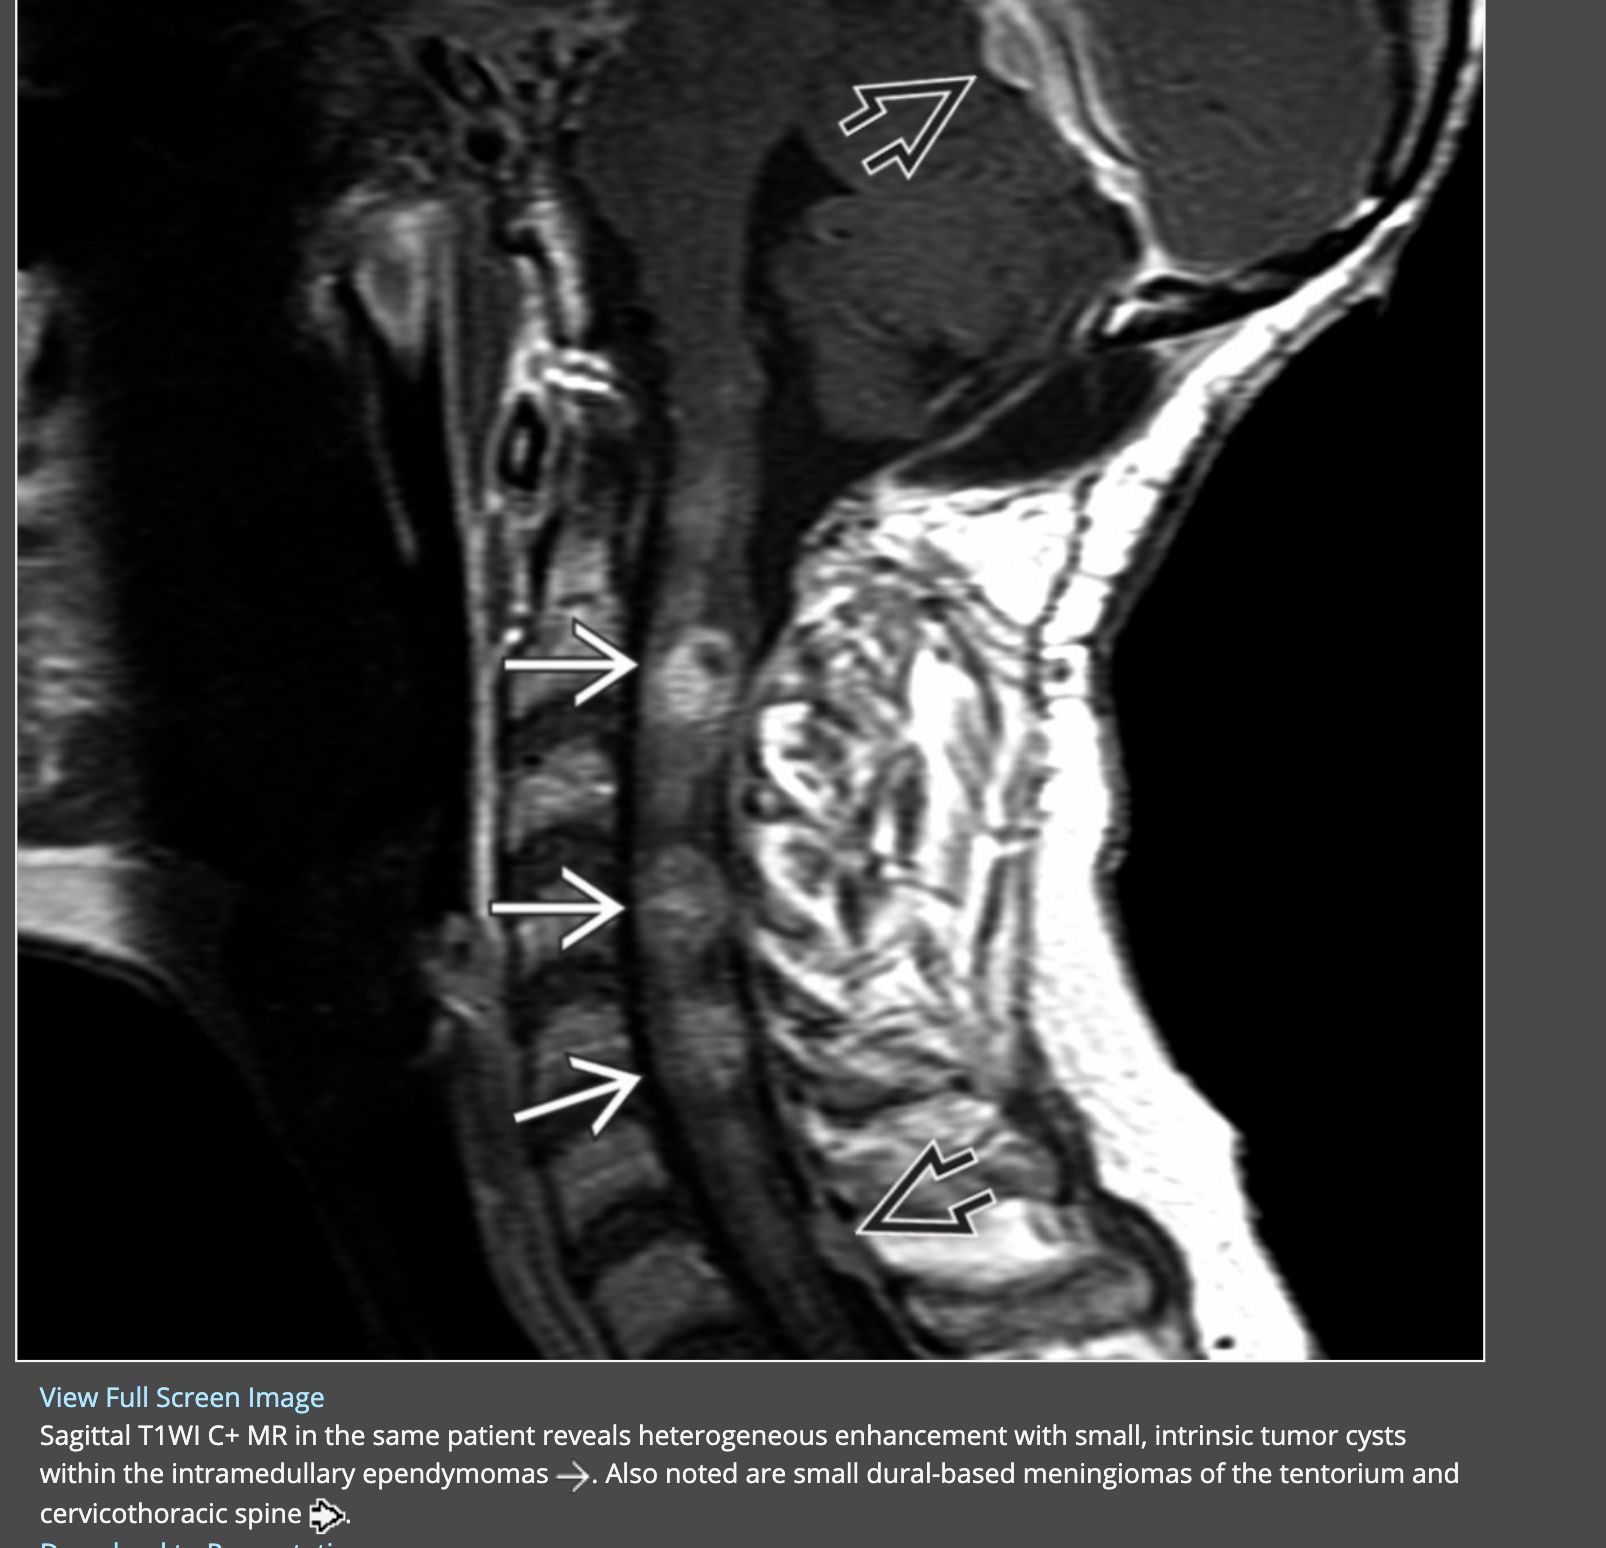 View Full Screen Image
Sagittal T1WI C+ MR in the same patient reveals heterogeneous enhancement with small, intrinsic tumor cysts
within the intramedullary ependymomas →. Also noted are small dural-based meningiomas of the tentorium and
cervicothoracic spine ⇨.